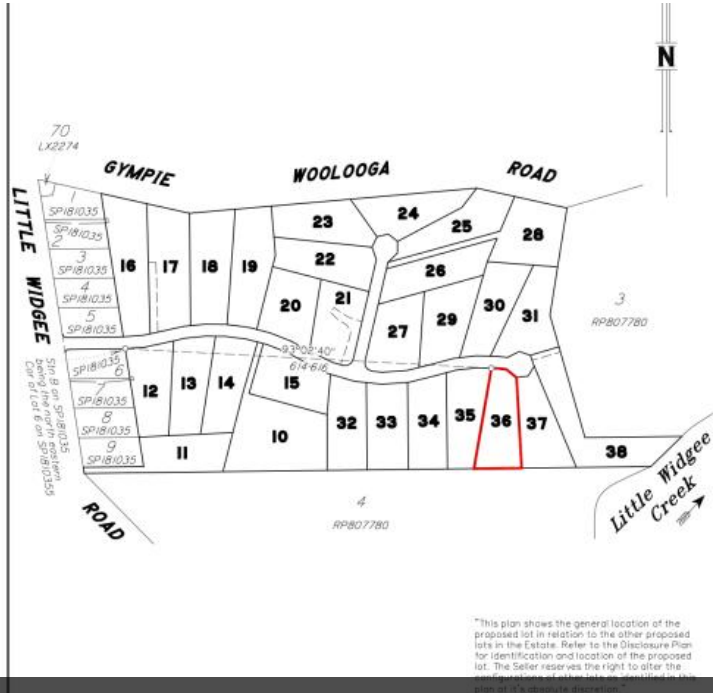 N
70
LX2274
GYMPIE
WOOLOOGA
ROAD
LITTLE WIDGEE
ROAD
1
SP181035
SP181035
2
3
SP181035
4
SP181035
5
SP181035
SP181035
6
7
SP181035
8
SP181035
9
SP181035
16
17
18
19
23
24
25
28
22
26
20
21
27
29
30
31
3
RP807780
93°02'40"
614·616
12
13
14
15
11
10
32
33
34
35
36
37
38
4
RP807780
Little Widgee
Creek
Stn B on SP181035
being the north eastern
Cor of Lot 6 on SP181035
"This plan shows the general location of the
proposed lot in relation to the other proposed
lots in the Estate. Refer to the Disclosure Plan
for identification and location of the proposed
lot. The Seller reserves the right to alter the
configurations of other lots as identified in this
plan at it's absolute discretion."